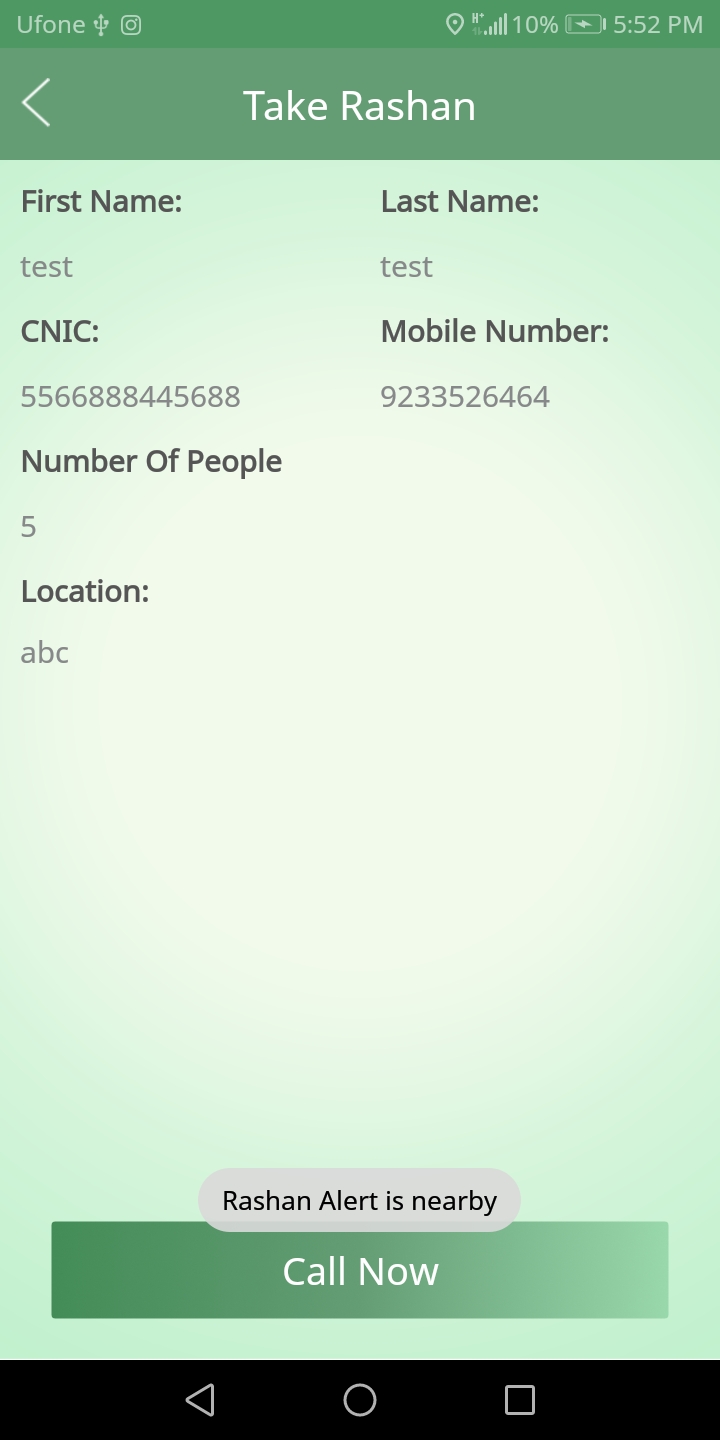 Ufone 10% 5:52 PM
Take Rashan
First Name: Last Name:
test test
CNIC: Mobile Number:
5566888445688 9233526464
Number Of People
5
Location:
abc
Rashan Alert is nearby
Call Now